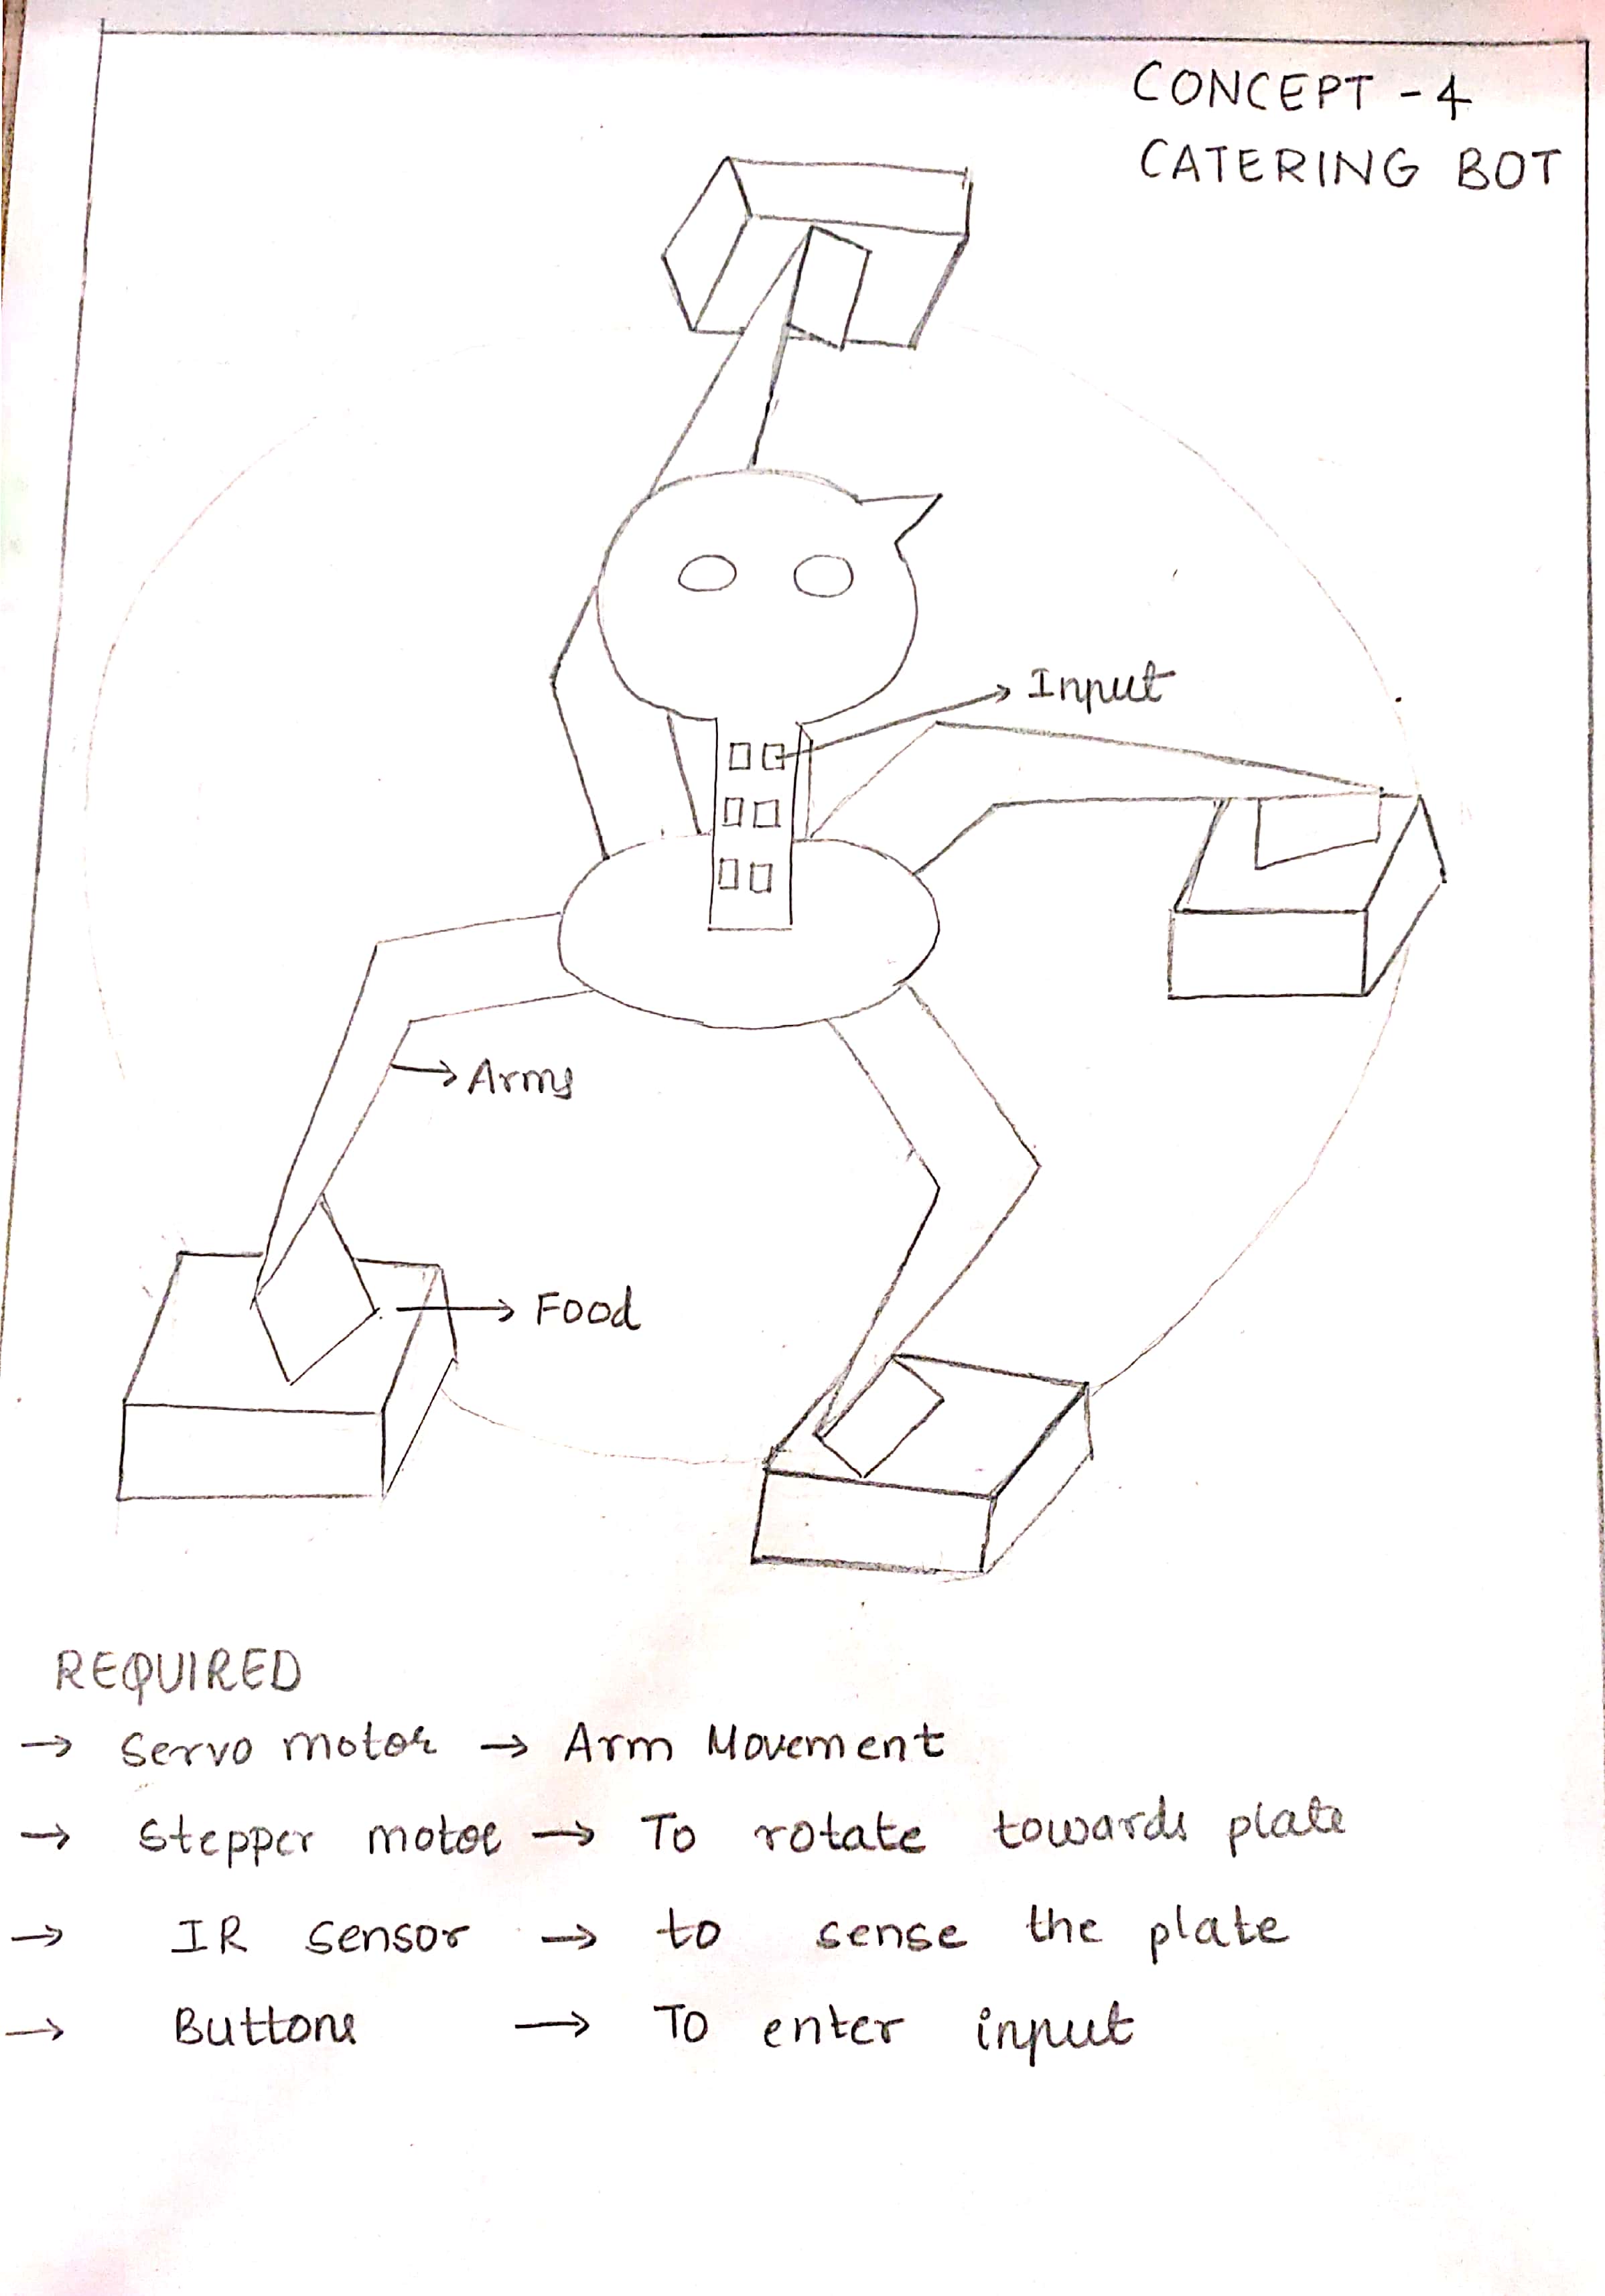 CONCEPT - 4
CATERING BOT
→ Input
→ Arms
→ Food
REQUIRED
→ Servo motor → Arm Movement
→ Stepper motor → To rotate towards plate
→ IR sensor → to sense the plate
→ Buttons → To enter input